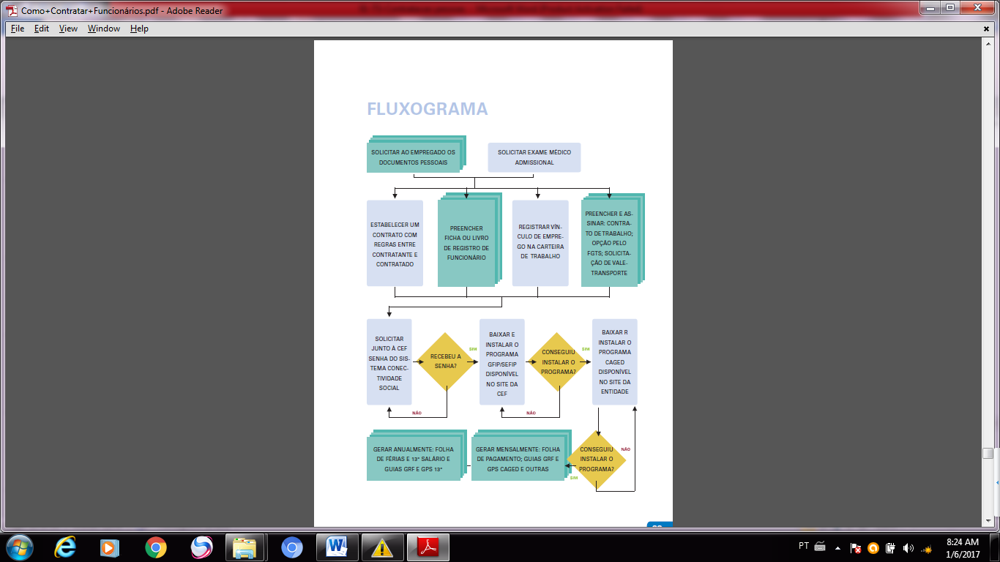 Como+Contratar+Funcionários.pdf - Adobe Reader
File Edit View Window Help
FLUXOGRAMA
SOLICITAR AO EMPREGADO OS
DOCUMENTOS PESSOAIS
SOLICITAR EXAME MÉDICO
ADMISSIONAL
ESTABELECER UM
CONTRATO COM
REGRAS ENTRE
CONTRATANTE E
CONTRATADO
PREENCHER
FICHA OU LIVRO
DE REGISTRO DE
FUNCIONÁRIO
REGISTRAR VÍN-
CULO DE EMPRE-
GO NA CARTEIRA
DE TRABALHO
PREENCHER E AS-
SINAR: CONTRA-
TO DE TRABALHO;
OPÇÃO PELO
FGTS; SOLICITA-
ÇÃO DE VALE-
TRANSPORTE
SOLICITAR
JUNTO À CEF
SENHA DO SIS-
TEMA CONEC-
TIVIDADE
SOCIAL
RECEBEU A
SENHA?
SIM
NÃO
BAIXAR E
INSTALAR O
PROGRAMA
GFIP/SEFIP
DISPONÍVEL
NO SITE DA
CEF
CONSEGUIU
INSTALAR O
PROGRAMA?
SIM
NÃO
BAIXAR R
INSTALAR O
PROGRAMA
CAGED
DISPONÍVEL
NO SITE DA
ENTIDADE
GERAR ANUALMENTE: FOLHA
DE FÉRIAS E 13º SALÁRIO E
GUIAS GRF E GPS 13º
GERAR MENSALMENTE: FOLHA
DE PAGAMENTO; GUIAS GRF E
GPS CAGED E OUTRAS
CONSEGUIU
INSTALAR O
PROGRAMA?
NÃO
SIM
PT
8:24 AM
1/6/2017